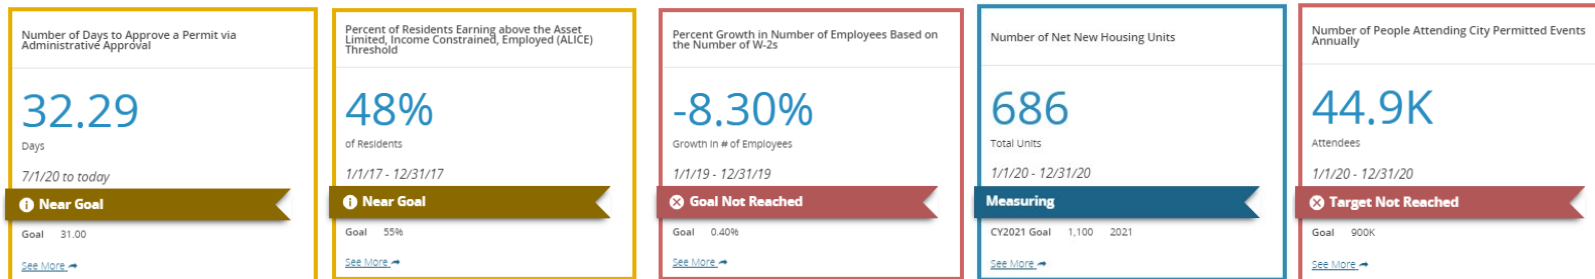 Number of Days to Approve a Permit via
Administrative Approval
32.29
Days
7/1/20 to today
Near Goal
Goal 31.00
See More
Percent of Residents Earning above the Asset
Limited, Income Constrained, Employed (ALICE)
Threshold
48%
of Residents
1/1/17 - 12/31/17
Near Goal
Goal 55%
See More
Percent Growth in Number of Employees Based on
the Number of W-2s
-8.30%
Growth in # of Employees
1/1/19 - 12/31/19
Goal Not Reached
Goal 0.40%
See More
Number of Net New Housing Units
686
Total Units
1/1/20 - 12/31/20
Measuring
CY2021 Goal 1,100 2021
See More
Number of People Attending City Permitted Events
Annually
44.9K
Attendees
1/1/20 - 12/31/20
Target Not Reached
Goal 900K
See More